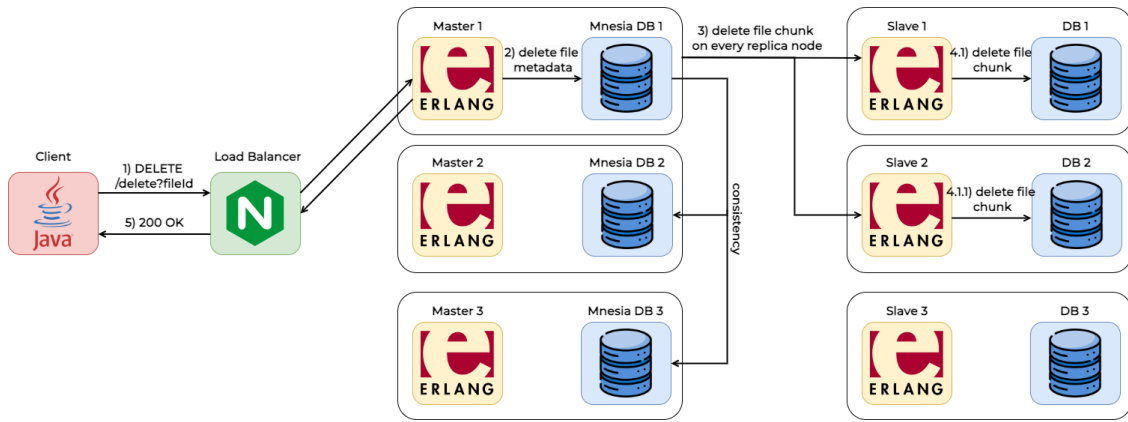 Master 1
Mnesia DB 1
3) delete file chunk
on every replica node
Slave 1
DB 1
e
ERLANG
2) delete file
metadata
e
ERLANG
4.1) delete file
chunk
Client
1) DELETE
/delete?fileId
Load Balancer
Java
5) 200 OK
N
Master 2
Mnesia DB 2
e
ERLANG
consistency
Slave 2
DB 2
e
ERLANG
4.1.1) delete file
chunk
Master 3
Mnesia DB 3
e
ERLANG
Slave 3
DB 3
e
ERLANG